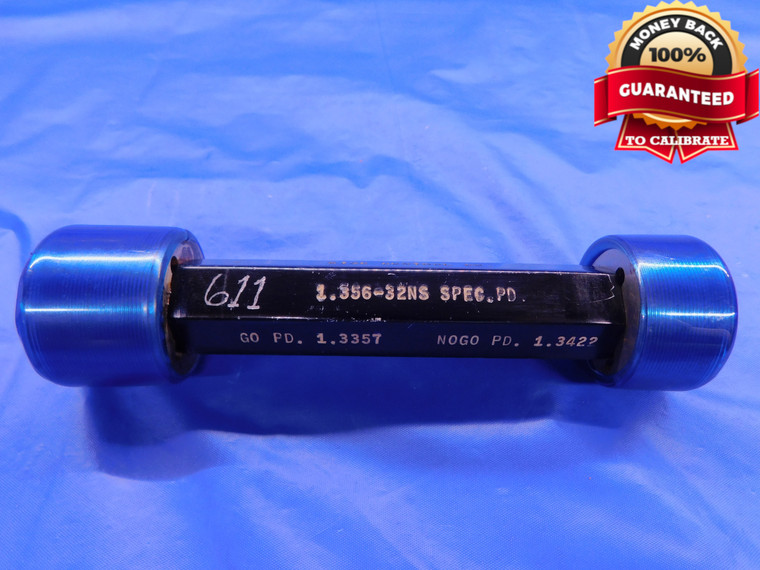 MONEY BACK
100%
GUARANTEED
TO CALIBRATE
611
1.356-32NS SPEC.PD.
GO PD. 1.3357 NOGO PD. 1.3422